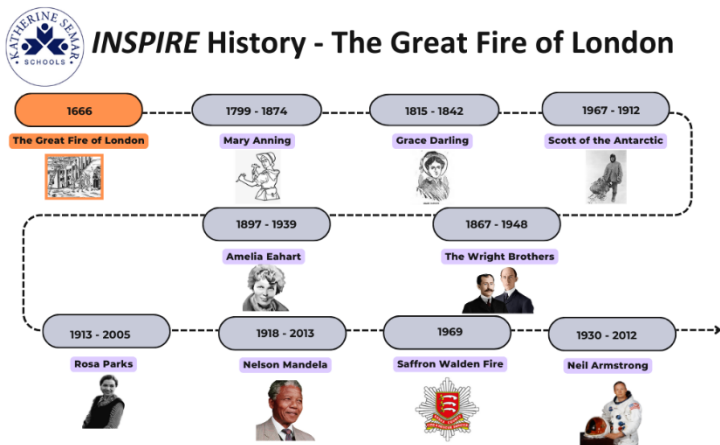 KATHERINE SEMAR
SCHOOLS
INSPIRE History - The Great Fire of London
1666
The Great Fire of London
1799 - 1874
Mary Anning
1815 - 1842
Grace Darling
1967 - 1912
Scott of the Antarctic
1897 - 1939
Amelia Eahart
1867 - 1948
The Wright Brothers
1913 - 2005
Rosa Parks
1918 - 2013
Nelson Mandela
1969
Saffron Walden Fire
1930 - 2012
Neil Armstrong